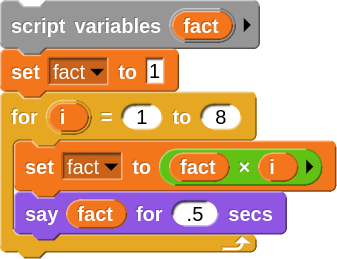 script variables fact
set fact to 1
for i = 1 to 8
set fact to fact × i
say fact for .5 secs